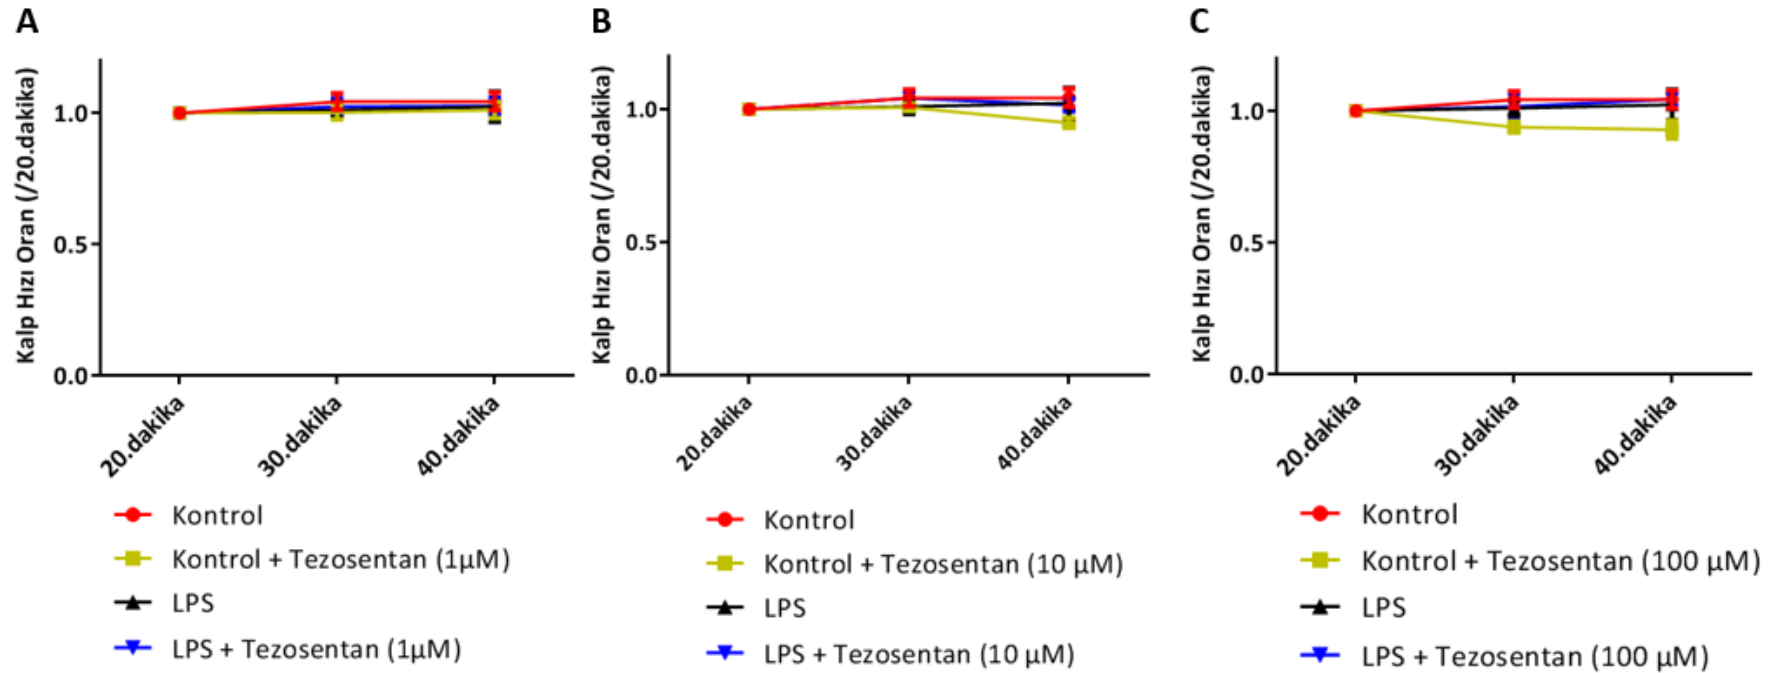 A
Kalp Hızı Oran (/20.dakika)
1.0
0.5
0.0
20.dakika
30.dakika
40.dakika
Kontrol
Kontrol + Tezosentan (1µM)
LPS
LPS + Tezosentan (1µM)
B
Kalp Hızı Oran (/20.dakika)
1.0
0.5
0.0
20.dakika
30.dakika
40.dakika
Kontrol
Kontrol + Tezosentan (10 µM)
LPS
LPS + Tezosentan (10 µM)
C
Kalp Hızı Oran (/20.dakika)
1.0
0.5
0.0
20.dakika
30.dakika
40.dakika
Kontrol
Kontrol + Tezosentan (100 µM)
LPS
LPS + Tezosentan (100 µM)